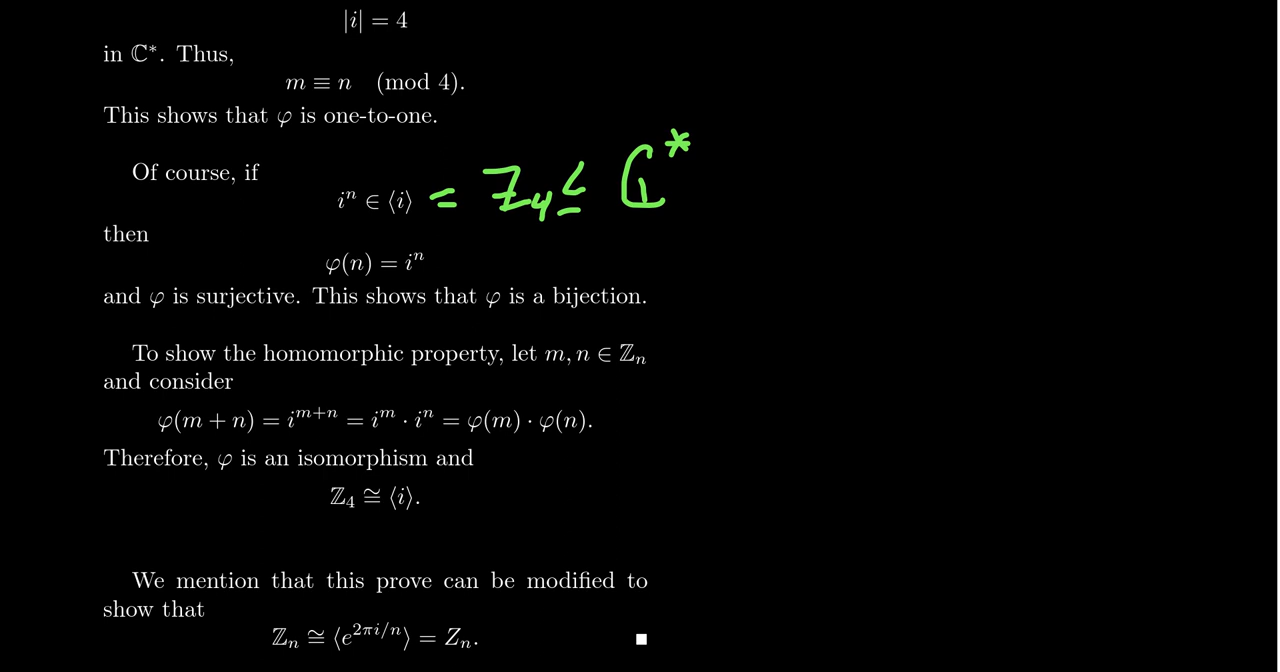 |i| = 4
in ℂ*. Thus,
m ≡ n (mod 4).
This shows that φ is one-to-one.
Of course, if
iⁿ ∈ ⟨i⟩ = Z₄ ≤ ℂ*
then
φ(n) = iⁿ
and φ is surjective. This shows that φ is a bijection.
To show the homomorphic property, let m, n ∈ ℤₙ
and consider
φ(m + n) = iᵐ⁺ⁿ = iᵐ · iⁿ = φ(m) · φ(n).
Therefore, φ is an isomorphism and
ℤ₄ ≅ ⟨i⟩.
We mention that this prove can be modified to
show that
ℤₙ ≅ ⟨e^{2πi/n}⟩ = Zₙ. ■